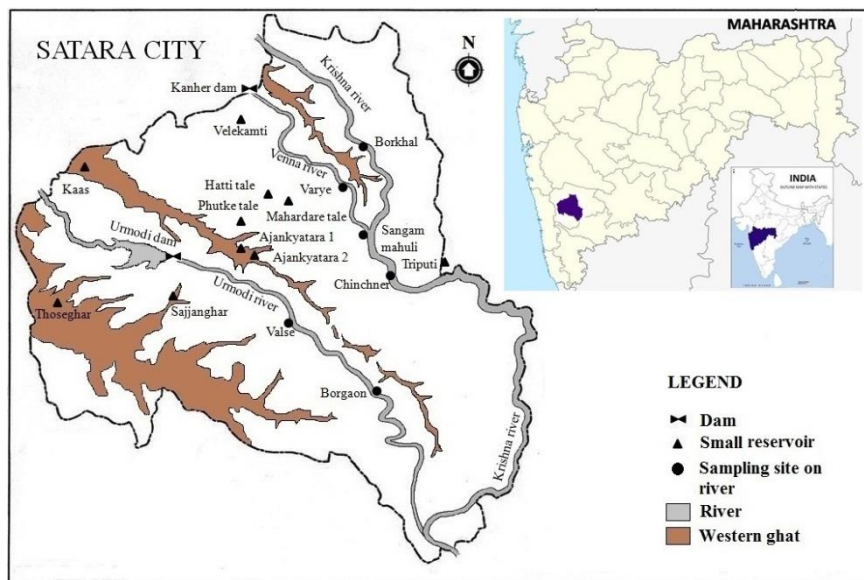 SATARA CITY
N
Kanher dam
Krishna river
Velekamti
Borkhal
Venna river
Kaas
Hatti tale
Varye
Phutke tale
Mahardare tale
Urmodi dam
Ajankyatara 1
Sangam
mahuli
Ajankyatara 2
Triputi
Chinchner
Urmodi river
Thoseghar
Sajjanghar
Valse
Borgaon
Krishna river
MAHARASHTRA
INDIA
LEGEND
Dam
Small reservoir
Sampling site on
river
River
Western ghat